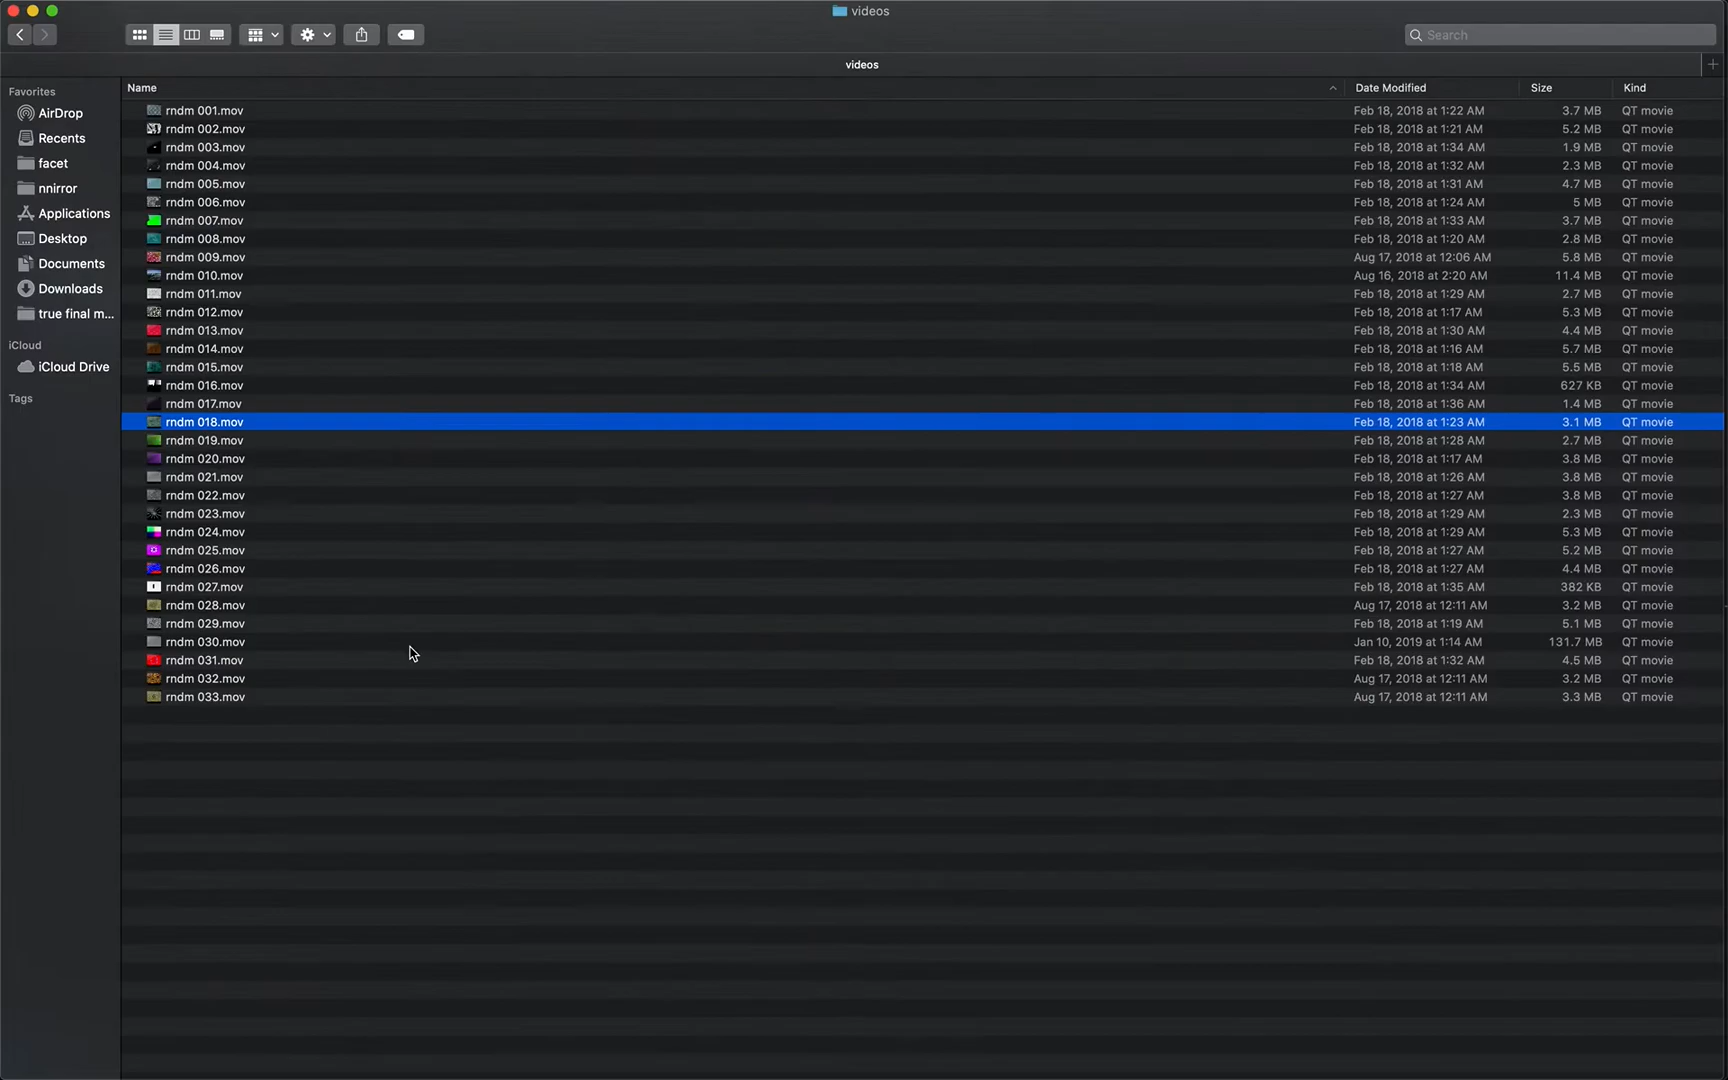 videos
Search
videos
Favorites
AirDrop
Recents
facet
nnirror
Applications
Desktop
Documents
Downloads
true final m...
iCloud
iCloud Drive
Tags
Name Date Modified Size Kind
rndm 001.mov Feb 18, 2018 at 1:22 AM 3.7 MB QT movie
rndm 002.mov Feb 18, 2018 at 1:21 AM 5.2 MB QT movie
rndm 003.mov Feb 18, 2018 at 1:34 AM 1.9 MB QT movie
rndm 004.mov Feb 18, 2018 at 1:32 AM 2.3 MB QT movie
rndm 005.mov Feb 18, 2018 at 1:31 AM 4.7 MB QT movie
rndm 006.mov Feb 18, 2018 at 1:24 AM 5 MB QT movie
rndm 007.mov Feb 18, 2018 at 1:33 AM 3.7 MB QT movie
rndm 008.mov Feb 18, 2018 at 1:20 AM 2.8 MB QT movie
rndm 009.mov Aug 17, 2018 at 12:06 AM 5.8 MB QT movie
rndm 010.mov Aug 16, 2018 at 2:20 AM 11.4 MB QT movie
rndm 011.mov Feb 18, 2018 at 1:29 AM 2.7 MB QT movie
rndm 012.mov Feb 18, 2018 at 1:17 AM 5.3 MB QT movie
rndm 013.mov Feb 18, 2018 at 1:30 AM 4.4 MB QT movie
rndm 014.mov Feb 18, 2018 at 1:16 AM 5.7 MB QT movie
rndm 015.mov Feb 18, 2018 at 1:18 AM 5.5 MB QT movie
rndm 016.mov Feb 18, 2018 at 1:34 AM 627 KB QT movie
rndm 017.mov Feb 18, 2018 at 1:36 AM 1.4 MB QT movie
rndm 018.mov Feb 18, 2018 at 1:23 AM 3.1 MB QT movie
rndm 019.mov Feb 18, 2018 at 1:28 AM 2.7 MB QT movie
rndm 020.mov Feb 18, 2018 at 1:17 AM 3.8 MB QT movie
rndm 021.mov Feb 18, 2018 at 1:26 AM 3.8 MB QT movie
rndm 022.mov Feb 18, 2018 at 1:27 AM 3.8 MB QT movie
rndm 023.mov Feb 18, 2018 at 1:29 AM 2.3 MB QT movie
rndm 024.mov Feb 18, 2018 at 1:29 AM 5.3 MB QT movie
rndm 025.mov Feb 18, 2018 at 1:27 AM 5.2 MB QT movie
rndm 026.mov Feb 18, 2018 at 1:27 AM 4.4 MB QT movie
rndm 027.mov Feb 18, 2018 at 1:35 AM 382 KB QT movie
rndm 028.mov Aug 17, 2018 at 12:11 AM 3.2 MB QT movie
rndm 029.mov Feb 18, 2018 at 1:19 AM 5.1 MB QT movie
rndm 030.mov Jan 10, 2019 at 1:14 AM 131.7 MB QT movie
rndm 031.mov Feb 18, 2018 at 1:32 AM 4.5 MB QT movie
rndm 032.mov Aug 17, 2018 at 12:11 AM 3.2 MB QT movie
rndm 033.mov Aug 17, 2018 at 12:11 AM 3.3 MB QT movie